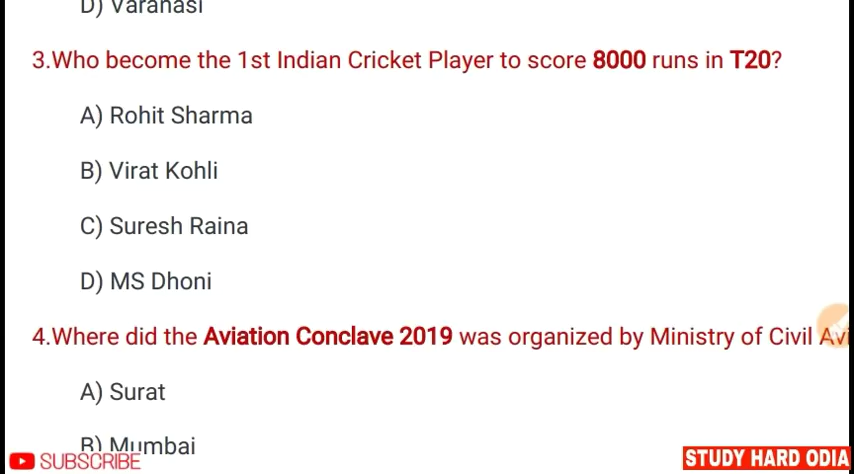 D) Varanasi
3.Who become the 1st Indian Cricket Player to score 8000 runs in T20?
A) Rohit Sharma
B) Virat Kohli
C) Suresh Raina
D) MS Dhoni
4.Where did the Aviation Conclave 2019 was organized by Ministry of Civil Avi
A) Surat
B) Mumbai
SUBSCRIBE
STUDY HARD ODIA